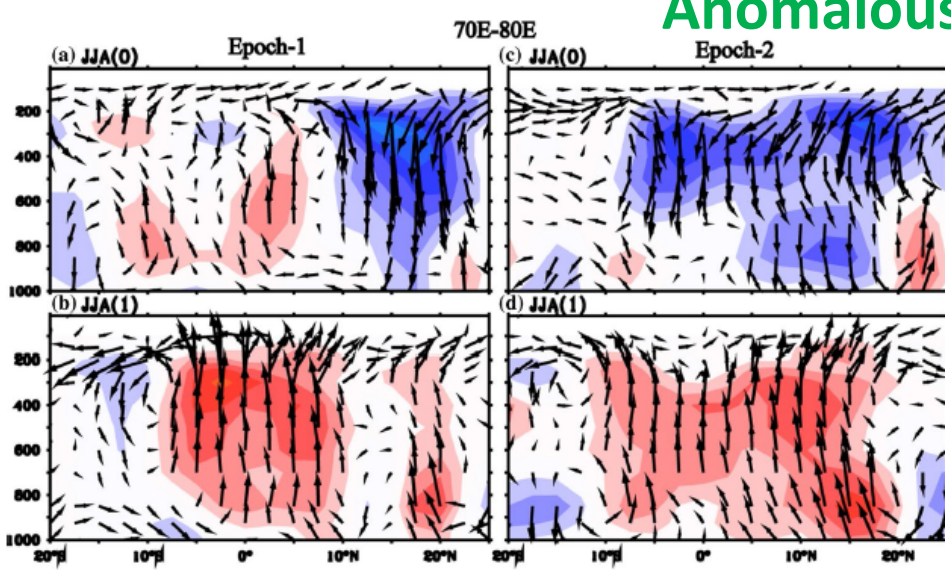 Anomalous
70E-80E
Epoch-1
Epoch-2
(a) JJA(0)
(c) JJA(0)
200
400
600
800
1000
(b) JJA(1)
(d) JJA(1)
200
400
600
800
1000
20°S 10°S 0° 10°N 20°N 20°S 10°S 0° 10°N 20°N